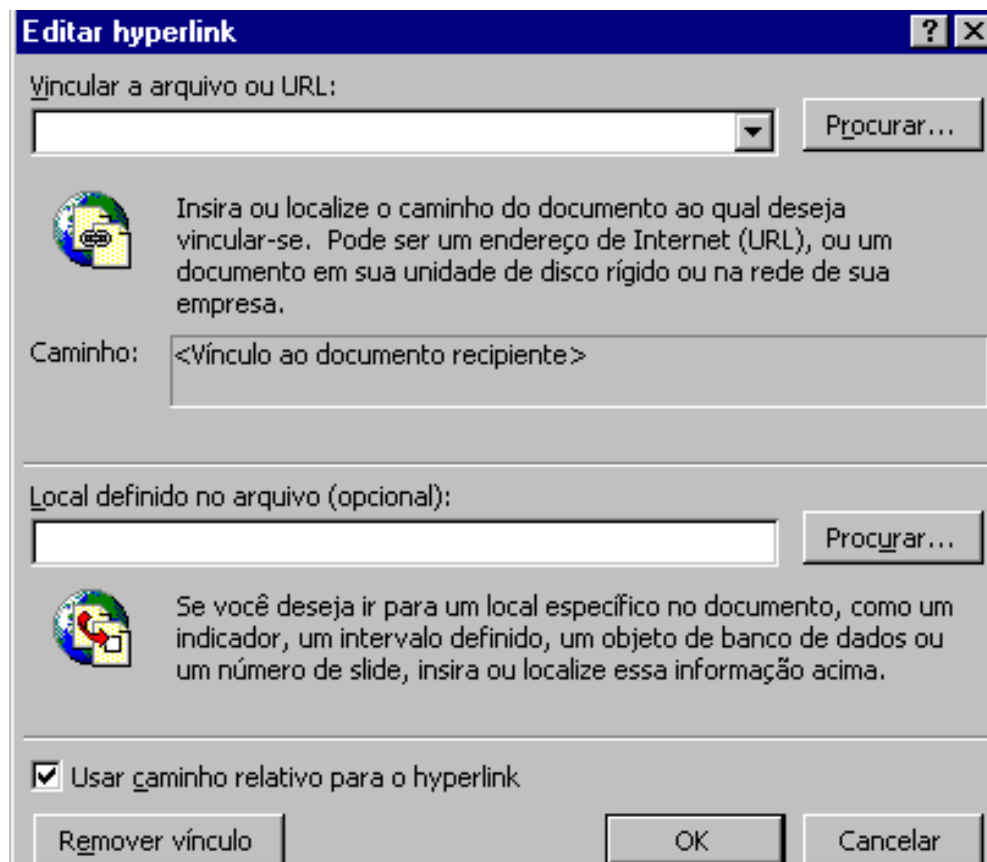 Editar hyperlink
Vincular a arquivo ou URL:
Procurar...
Insira ou localize o caminho do documento ao qual deseja
vincular-se.  Pode ser um endereço de Internet (URL), ou um
documento em sua unidade de disco rígido ou na rede de sua
empresa.
Caminho:
<Vínculo ao documento recipiente>
Local definido no arquivo (opcional):
Procurar...
Se você deseja ir para um local específico no documento, como um
indicador, um intervalo definido, um objeto de banco de dados ou
um número de slide, insira ou localize essa informação acima.
Usar caminho relativo para o hyperlink
Remover vínculo
OK
Cancelar